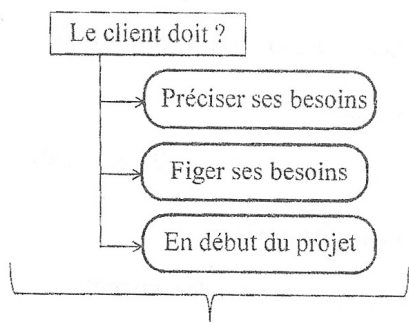 Le client doit ?
Préciser ses besoins
Figer ses besoins
En début du projet